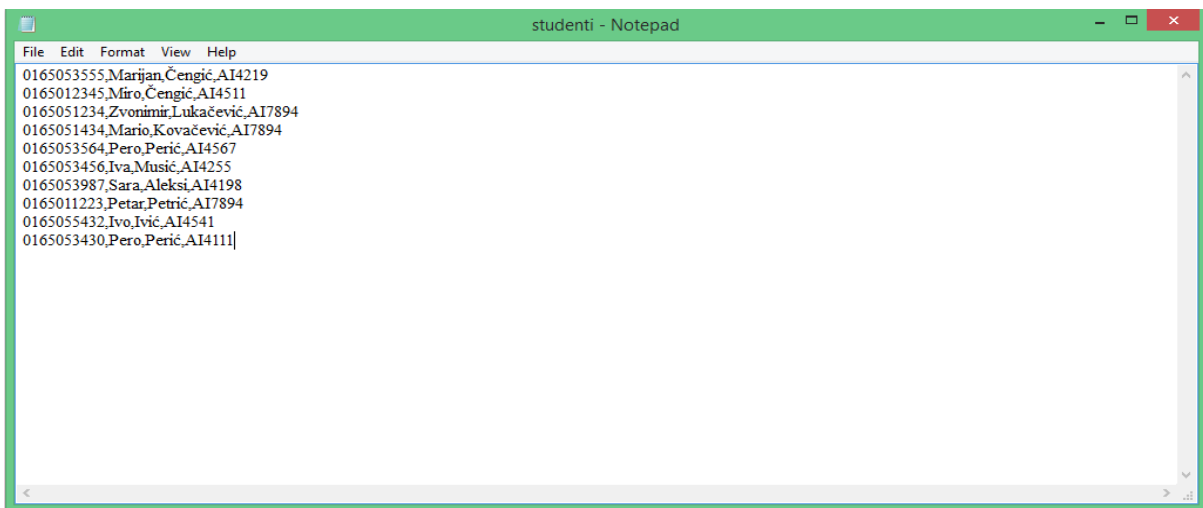 studenti - Notepad
File Edit Format View Help
0165053555,Marijan,Čengić,AI4219
0165012345,Miro,Čengić,AI4511
0165051234,Zvonimir,Lukačević,AI7894
0165051434,Mario,Kovačević,AI7894
0165053564,Pero,Perić,AI4567
0165053456,Iva,Musić,AI4255
0165053987,Sara,Aleksi,AI4198
0165011223,Petar,Petrić,AI7894
0165055432,Ivo,Ivić,AI4541
0165053430,Pero,Perić,AI4111